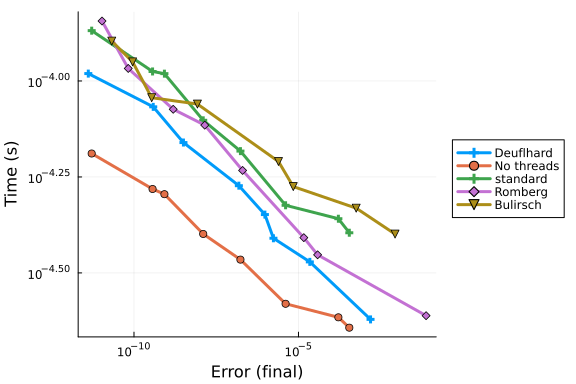 10^-4.00
10^-4.25
10^-4.50
Time (s)
10^-10
10^-5
Error (final)
Deuflhard
No threads
standard
Romberg
Bulirsch